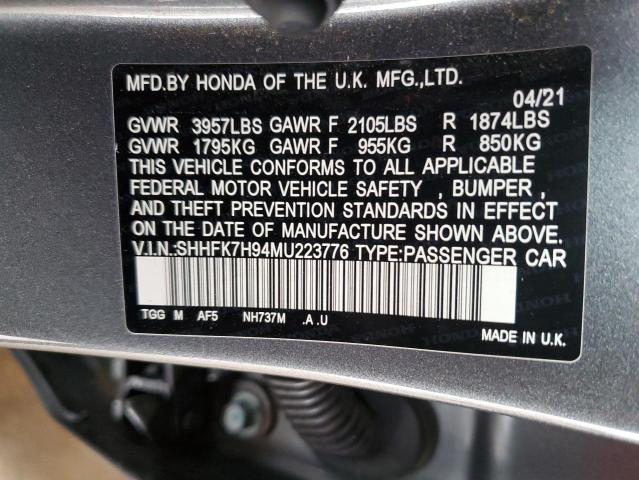 MFD.BY HONDA OF THE U.K. MFG.,LTD.
04/21
GVWR 3957LBS GAWR F 2105LBS R 1874LBS
GVWR 1795KG GAWR F 955KG R 850KG
THIS VEHICLE CONFORMS TO ALL APPLICABLE
FEDERAL MOTOR VEHICLE SAFETY , BUMPER ,
AND THEFT PREVENTION STANDARDS IN EFFECT
ON THE DATE OF MANUFACTURE SHOWN ABOVE.
V.I.N.:SHHFK7H94MU223776 TYPE:PASSENGER CAR
TGG M AF5 NH737M .A .U
MADE IN U.K.